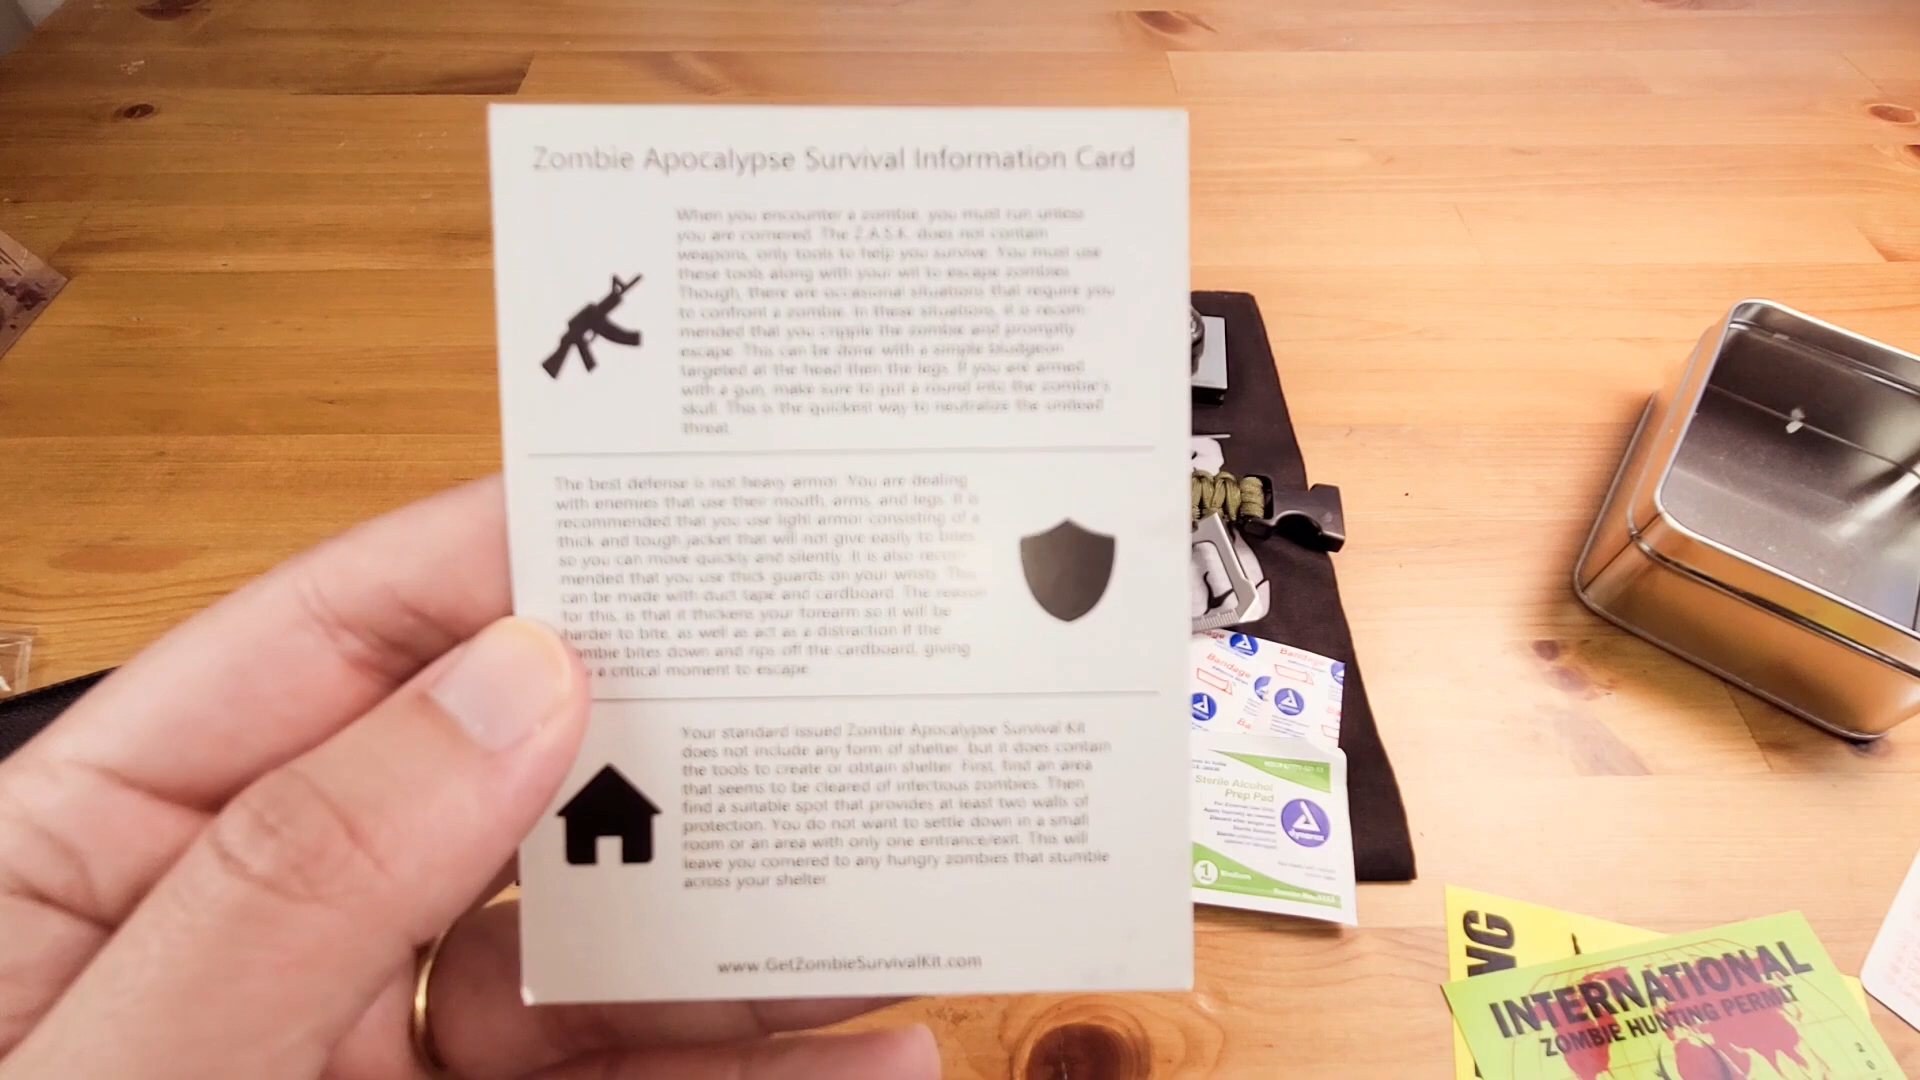 Zombie Apocalypse Survival Information Card
When you encounter a zombie, you must run unless
you are cornered. The Z.A.S.K. does not contain
weapons, only tools to help you survive. You must use
these tools along with your wit to escape zombies.
Though, there are occasional situations that require you
to confront a zombie. In these situations, it is recom-
mended that you cripple the zombie and promptly
escape. This can be done with a simple bludgeon
targeted at the head then the legs. If you are armed
with a gun, make sure to put a round into the zombie's
skull. This is the quickest way to neutralize the undead
threat.
The best defense is not heavy armor. You are dealing
with enemies that use their mouth, arms, and legs. It is
recommended that you use light armor consisting of a
thick and tough jacket that will not give easily to bites,
so you can move quickly and silently. It is also recom-
mended that you use thick guards on your wrists. This
can be made with duct tape and cardboard. The reason
for this, is that it thickens your forearm so it will be
harder to bite, as well as act as a distraction if the
zombie bites down and rips off the cardboard, giving
a critical moment to escape.
Your standard issued Zombie Apocalypse Survival Kit
does not include any form of shelter, but it does contain
the tools to create or obtain shelter. First, find an area
that seems to be cleared of infectious zombies. Then
find a suitable spot that provides at least two walls of
protection. You do not want to settle down in a small
room or an area with only one entrance/exit. This will
leave you cornered to any hungry zombies that stumble
across your shelter.
www.GetZombieSurvivalKit.com
Bandage
Sterile Alcohol
Prep Pad
dynarex
1 Medium
INTERNATIONAL
ZOMBIE HUNTING PERMIT